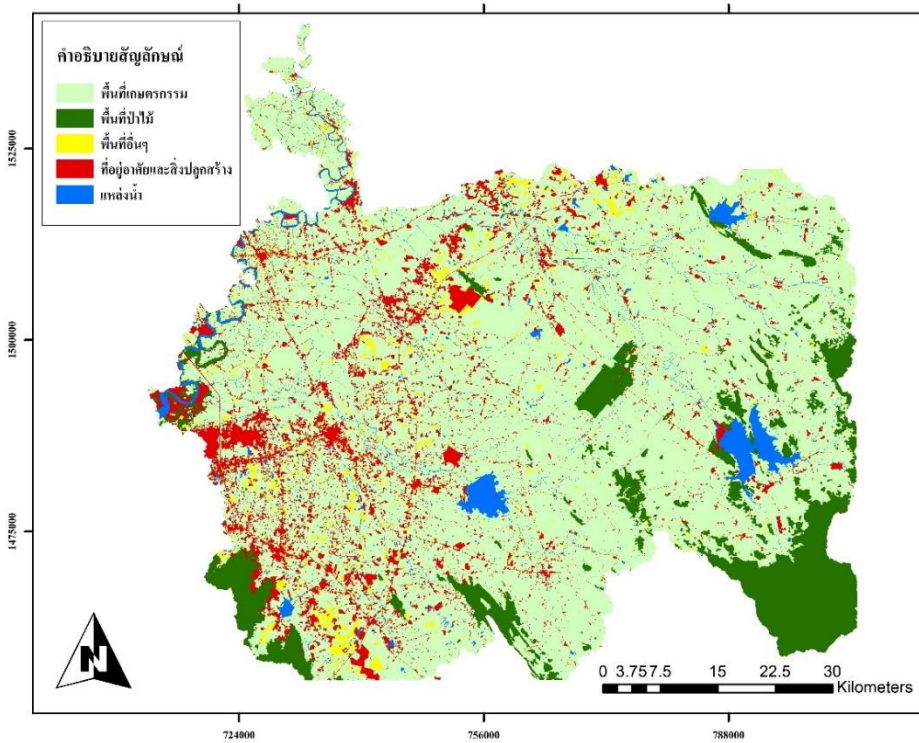 คำอธิบายสัญลักษณ์
พื้นที่เกษตรกรรม
พื้นที่ป่าไม้
พื้นที่อื่นๆ
ที่อยู่อาศัยและสิ่งปลูกสร้าง
แหล่งน้ำ
1525000
1500000
1475000
N
0 3.757.5 15 22.5 30
Kilometers
724000 756000 788000